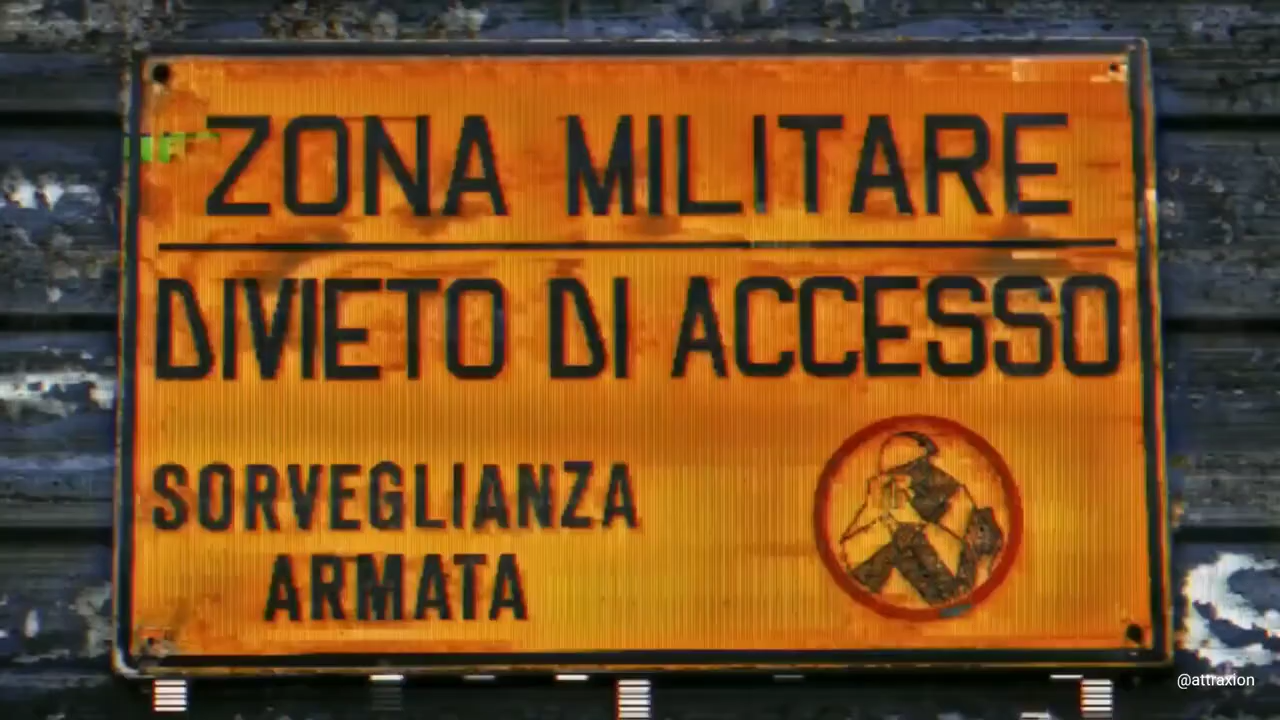 ZONA MILITARE
DIVIETO DI ACCESSO
SORVEGLIANZA
ARMATA
@attraxion